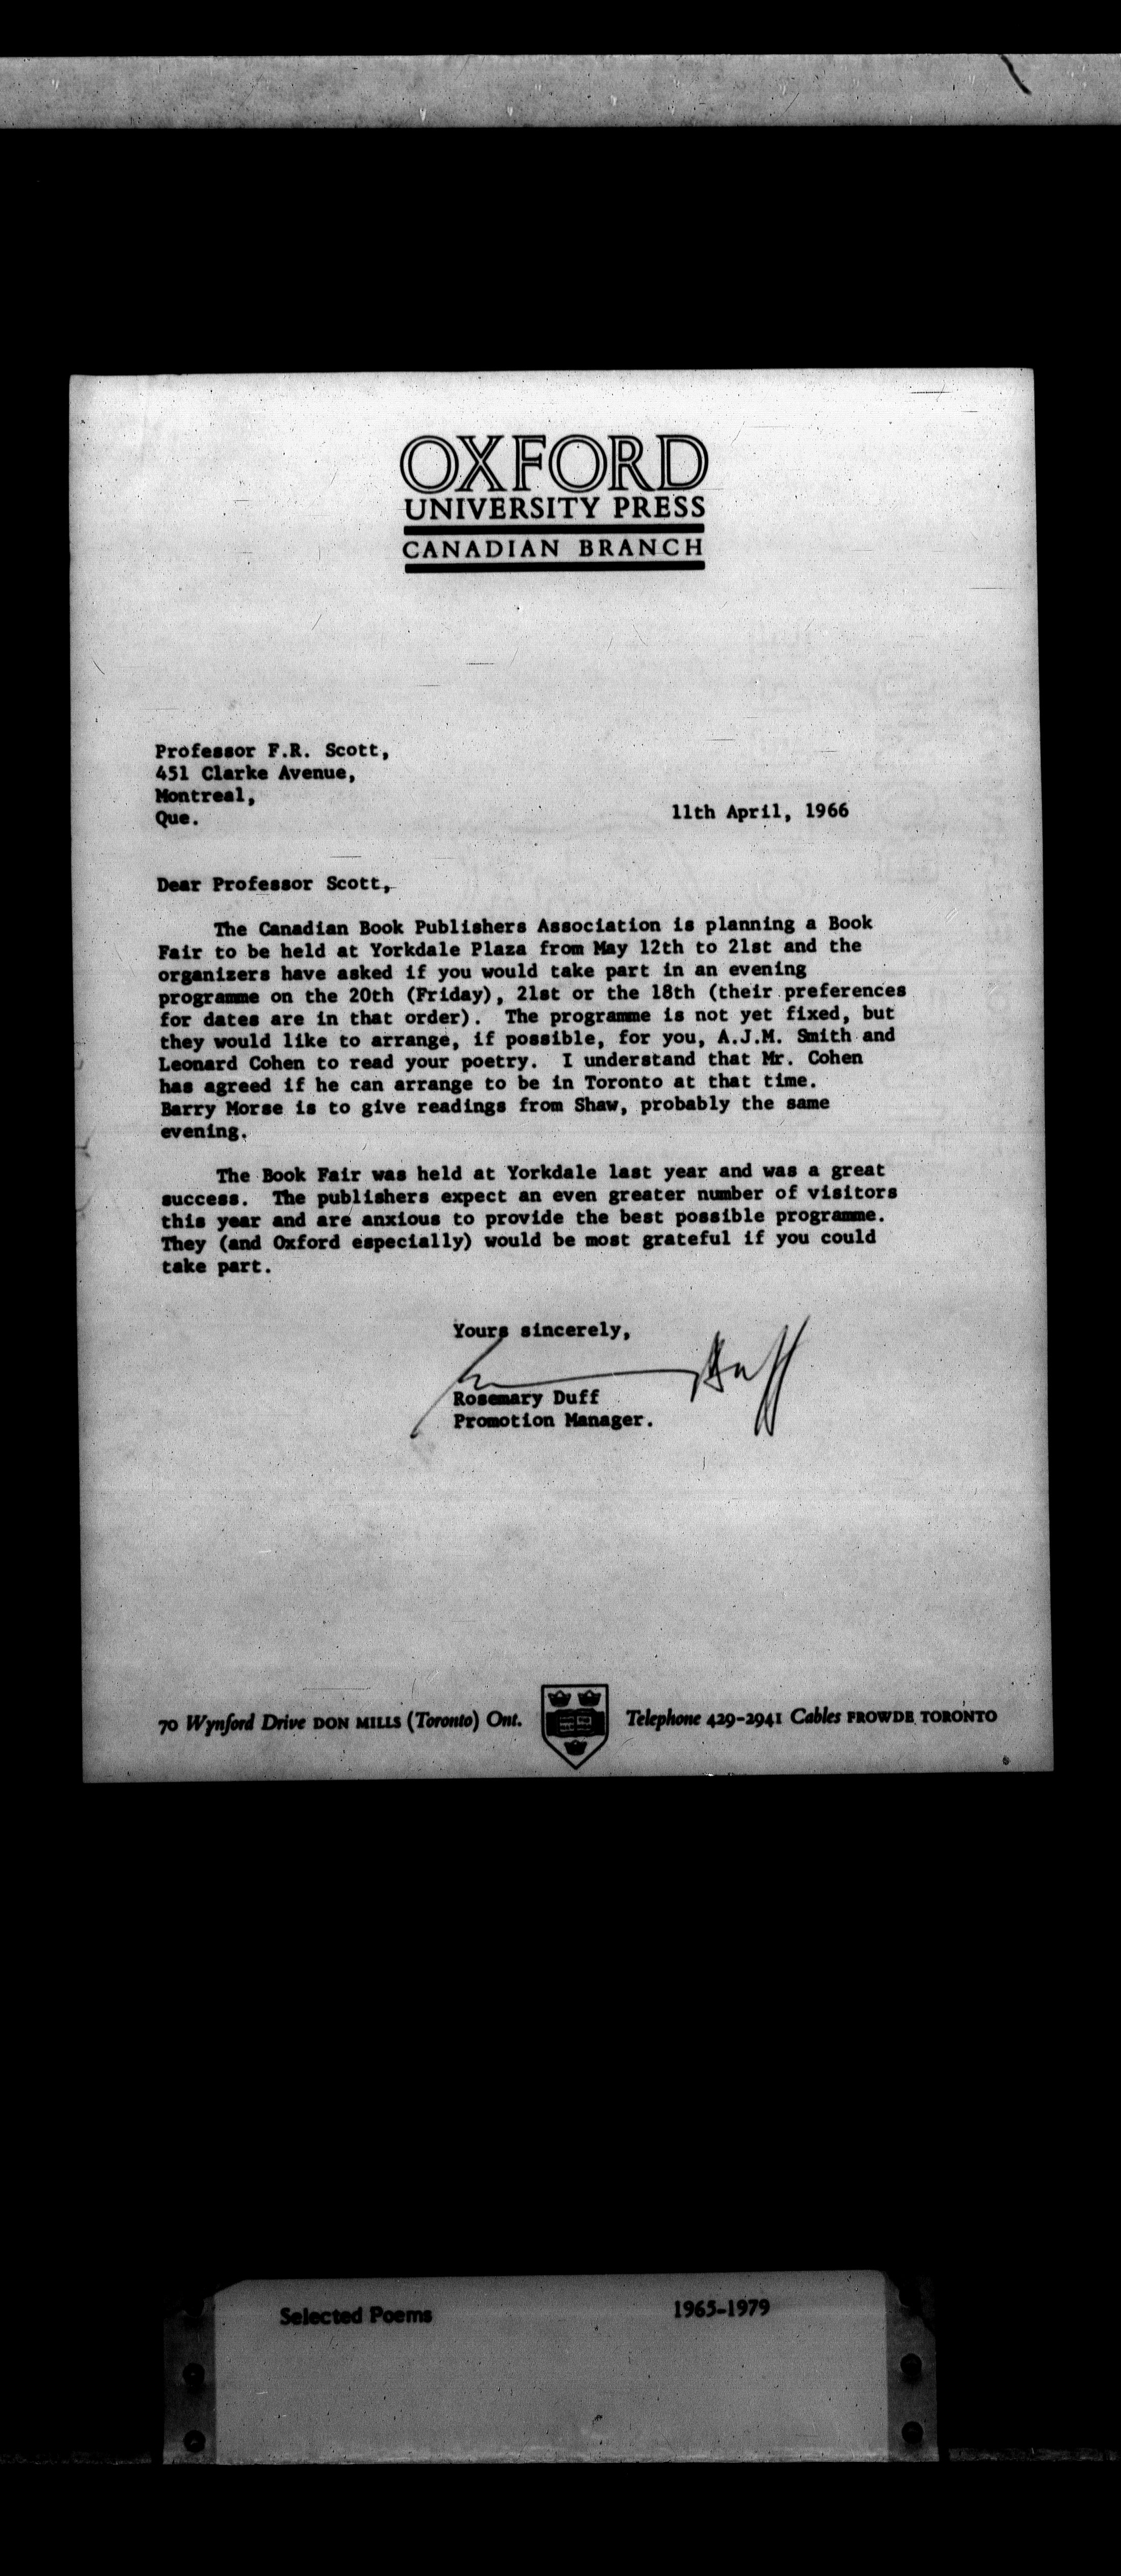 OXFORD
UNIVERSITY PRESS
CANADIAN BRANCH
Professor F.R. Scott,
451 Clarke Avenue,
Montreal,
Que.
11th April, 1966
Dear Professor Scott,
The Canadian Book Publishers Association is planning a Book
Fair to be held at Yorkdale Plaza from May 12th to 21st and the
organizers have asked if you would take part in an evening
programme on the 20th (Friday), 21st or the 18th (their preferences
for dates are in that order). The programme is not yet fixed, but
they would like to arrange, if possible, for you, A.J.M. Smith and
Leonard Cohen to read your poetry. I understand that Mr. Cohen
has agreed if he can arrange to be in Toronto at that time.
Barry Morse is to give readings from Shaw, probably the same
evening.
The Book Fair was held at Yorkdale last year and was a great
success. The publishers expect an even greater number of visitors
this year and are anxious to provide the best possible programme.
They (and Oxford especially) would be most grateful if you could
take part.
Yours sincerely,
Duff
Rosemary Duff
Promotion Manager.
70 Wynford Drive DON MILLS (Toronto) Ont.
Telephone 429-2941 Cables FROWDE TORONTO
Selected Poems
1965-1979